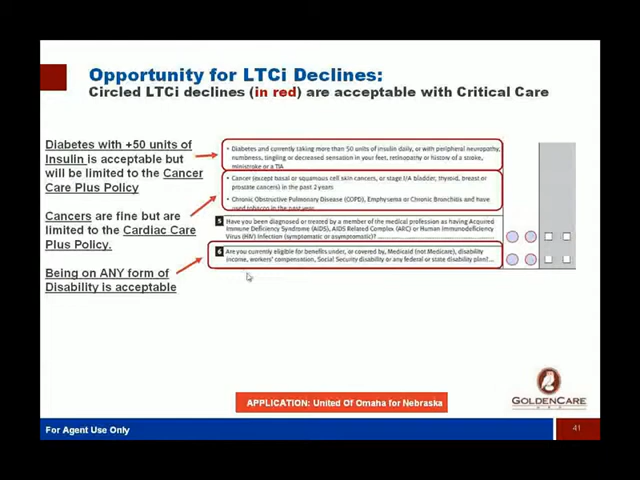 Opportunity for LTCi Declines:
Circled LTCi declines (in red) are acceptable with Critical Care
Diabetes with +50 units of
Insulin is acceptable but
will be limited to the Cancer
Care Plus Policy
Cancers are fine but are
limited to the Cardiac Care
Plus Policy.
Being on ANY form of
Disability is acceptable
• Diabetes and currently taking more than 50 units of insulin daily, or with peripheral neuropathy,
numbness, tingling or decreased sensation in your feet, retinopathy or history of a stroke,
ministroke or a TIA
• Cancer (except basal or squamous cell skin cancers, or stage I/A bladder, thyroid, breast or
prostate cancers) in the past 2 years
• Chronic Obstructive Pulmonary Disease (COPD), Emphysema or Chronic Bronchitis and have
used tobacco in the past year
5 Have you been diagnosed or treated by a member of the medical profession as having Acquired
Immune Deficiency Syndrome (AIDS), AIDS Related Complex (ARC) or Human Immunodeficiency
Virus (HIV) Infection (symptomatic or asymptomatic)?
6 Are you currently eligible for benefits under, or covered by, Medicaid (not Medicare), disability
income, workers' compensation, Social Security disability or any federal or state disability plan?
APPLICATION: United Of Omaha for Nebraska
GOLDENCARE
USA
For Agent Use Only
41